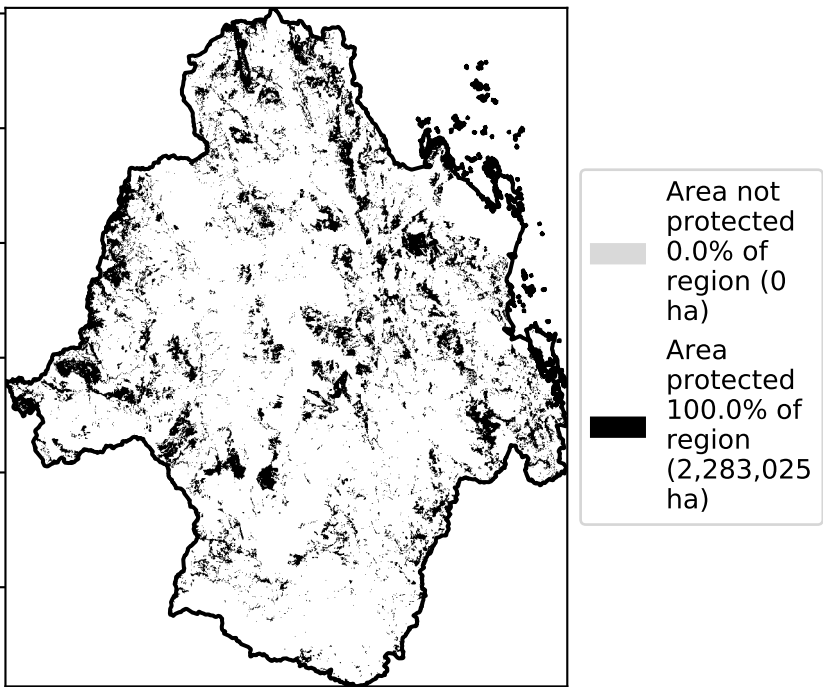 Area not
protected
0.0% of
region (0
ha)
Area
protected
100.0% of
region
(2,283,025
ha)